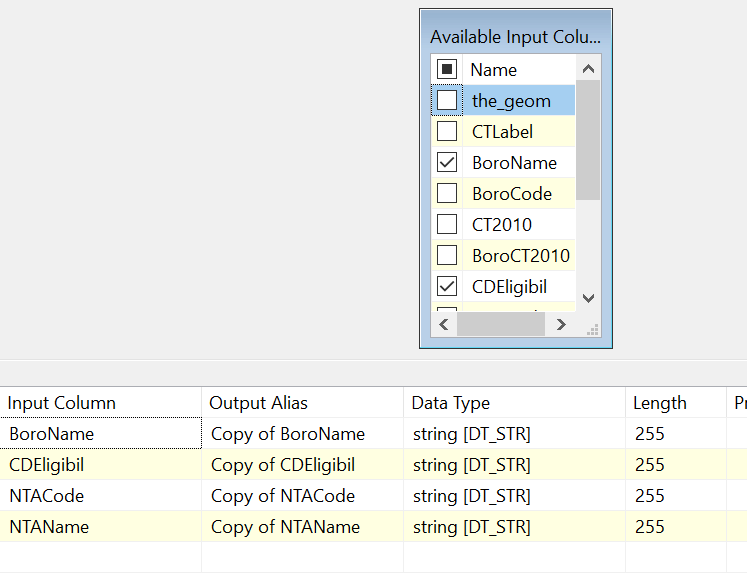 Available Input Colu...
Name
the_geom
CTLabel
BoroName
BoroCode
CT2010
BoroCT2010
CDEligibil
Input Column Output Alias Data Type Length Pr
BoroName Copy of BoroName string [DT_STR] 255
CDEligibil Copy of CDEligibil string [DT_STR] 255
NTACode Copy of NTACode string [DT_STR] 255
NTAName Copy of NTAName string [DT_STR] 255